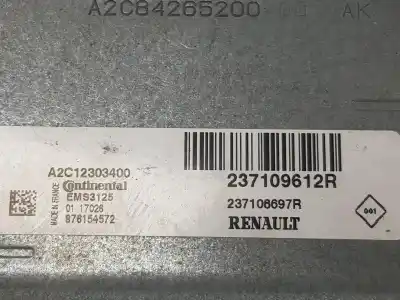 A2C84265200 AK
A2C12303400
Continental
EMS3125
01 17026
876154572
MADE IN FRANCE
237109612R
237106697R
RENAULT
001